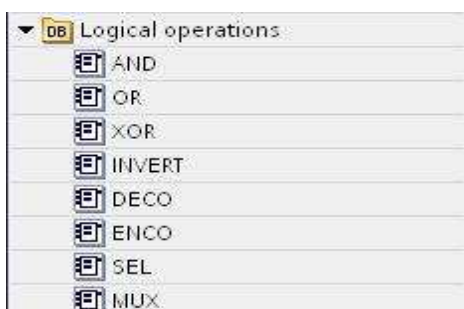 DB Logical operations
AND
OR
XOR
INVERT
DECO
ENCO
SEL
MUX